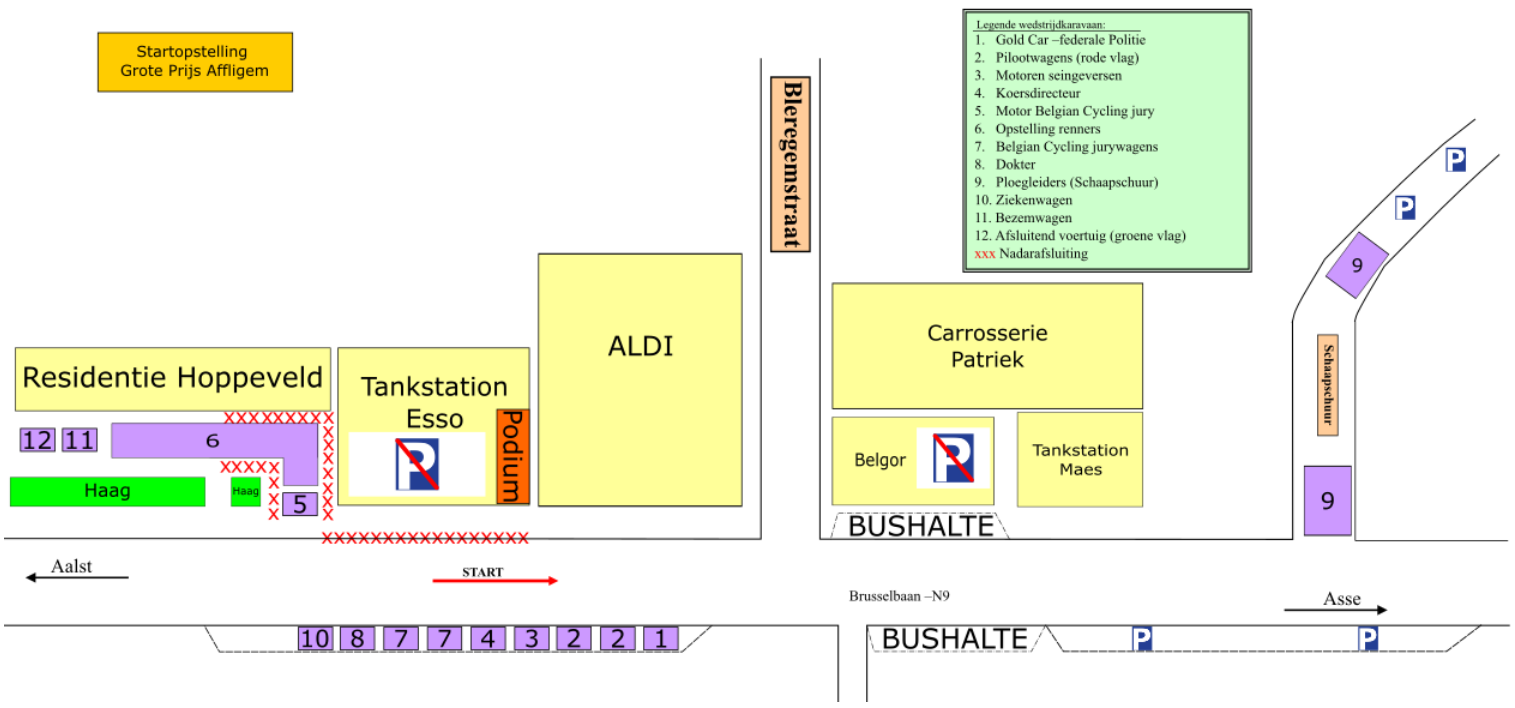 Startopstelling
Grote Prijs Affligem
Bleregemstraat
Legende wedstrijdkaravaan:
1. Gold Car –federale Politie
2. Pilootwagens (rode vlag)
3. Motoren seingeversen
4. Koersdirecteur
5. Motor Belgian Cycling jury
6. Opstelling renners
7. Belgian Cycling jurywagens
8. Dokter
9. Ploegleiders (Schaapschuur)
10. Ziekenwagen
11. Bezemwagen
12. Afsluitend voertuig (groene vlag)
xxx Nadarafsluiting
P
P
9
Schaapschuur
9
Residentie Hoppeveld
Tankstation
Esso
P
Podium
ALDI
Carrosserie
Patriek
Belgor
P
Tankstation
Maes
XXXXXXXXX
X
X
X
X
X
X
X
X
12
11
6
XXXXX
X
X
X
X
Haag
Haag
5
XXXXXXXXXXXXXXXXX
BUSHALTE
Aalst
START
Brusselbaan –N9
Asse
10 8 7 7 4 3 2 2 1
BUSHALTE
P
P